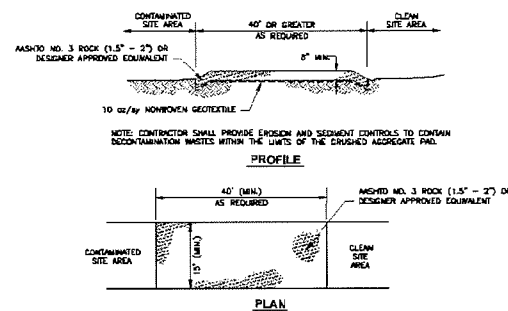 CONTAMINATED
SITE AREA
40' OR GREATER
AS REQUIRED
CLEAN
SITE AREA
AASHTO NO. 3 ROCK (1.5" - 2") OR
DESIGNER APPROVED EQUIVALENT
8" MIN.
10 oz/sy NONWOVEN GEOTEXTILE
NOTE: CONTRACTOR SHALL PROVIDE EROSION AND SEDIMENT CONTROLS TO CONTAIN
DECONTAMINATION WASTES WITHIN THE LIMITS OF THE CRUSHED AGGREGATE PAD.
PROFILE
40' (MIN.)
AS REQUIRED
AASHTO NO. 3 ROCK (1.5" - 2") O
DESIGNER APPROVED EQUIVALENT
CONTAMINATED
SITE AREA
15' (MIN.)
CLEAN
SITE
AREA
PLAN